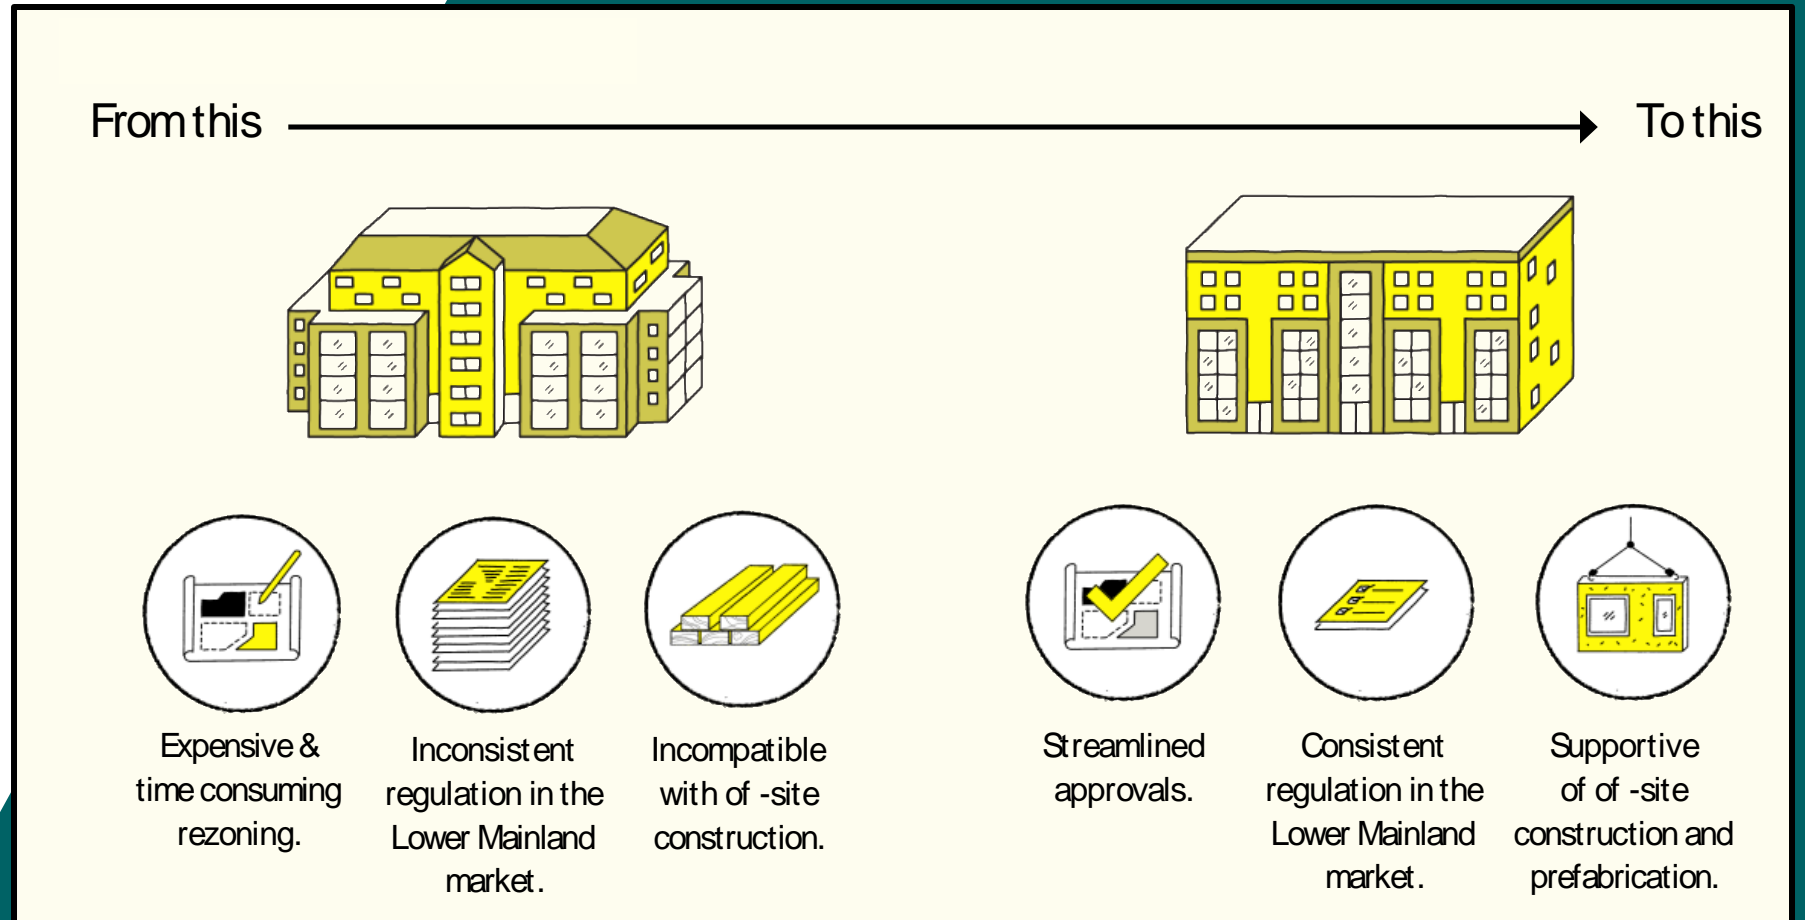 From this
To this
Expensive &
time consuming
rezoning.
Inconsistent
regulation in the
Lower Mainland
market.
Incompatible
with of -site
construction.
Streamlined
approvals.
Consistent
regulation in the
Lower Mainland
market.
Supportive
of of -site
construction and
prefabrication.